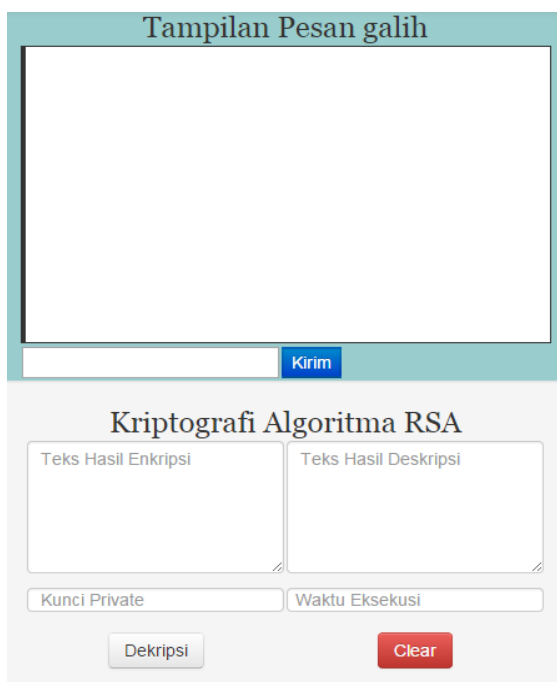 Tampilan Pesan galih
Kirim
Kriptografi Algoritma RSA
Teks Hasil Enkripsi
Teks Hasil Deskripsi
Kunci Private
Waktu Eksekusi
Dekripsi
Clear